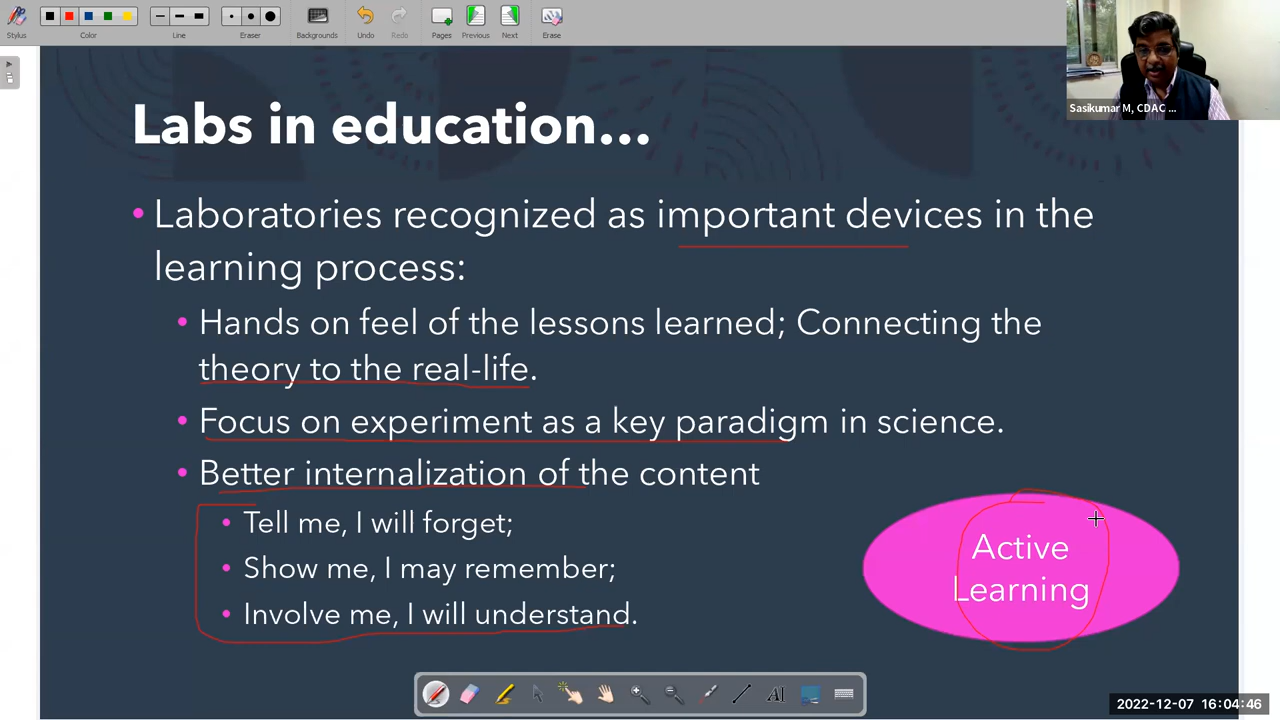 Stylus
Color
Line
Eraser
Backgrounds
Undo
Redo
Pages
Previous
Next
Erase
Sasikumar M, CDAC ...
Labs in education...
• Laboratories recognized as important devices in the
learning process:
• Hands on feel of the lessons learned; Connecting the
theory to the real-life.
• Focus on experiment as a key paradigm in science.
• Better internalization of the content
• Tell me, I will forget;
• Show me, I may remember;
• Involve me, I will understand.
Active
Learning
AI
2022-12-07 16:04:46